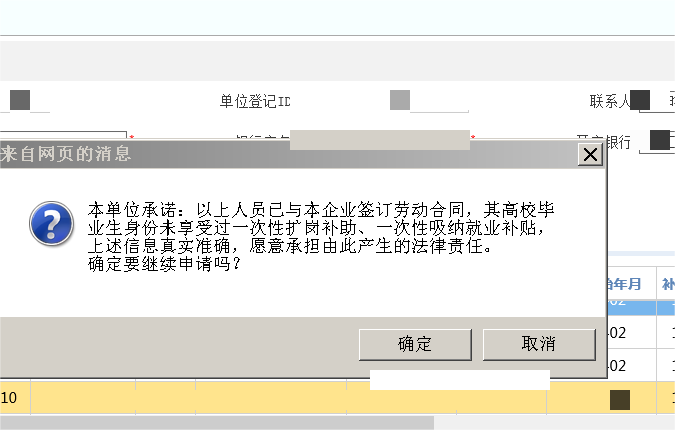 单位登记ID
联系人
银行
来自网页的消息
本单位承诺：以上人员已与本企业签订劳动合同，其高校毕
业生身份未享受过一次性扩岗补助、一次性吸纳就业补贴，
上述信息真实准确，愿意承担由此产生的法律责任。
确定要继续申请吗？
确定
取消
年月
补
02
02
10